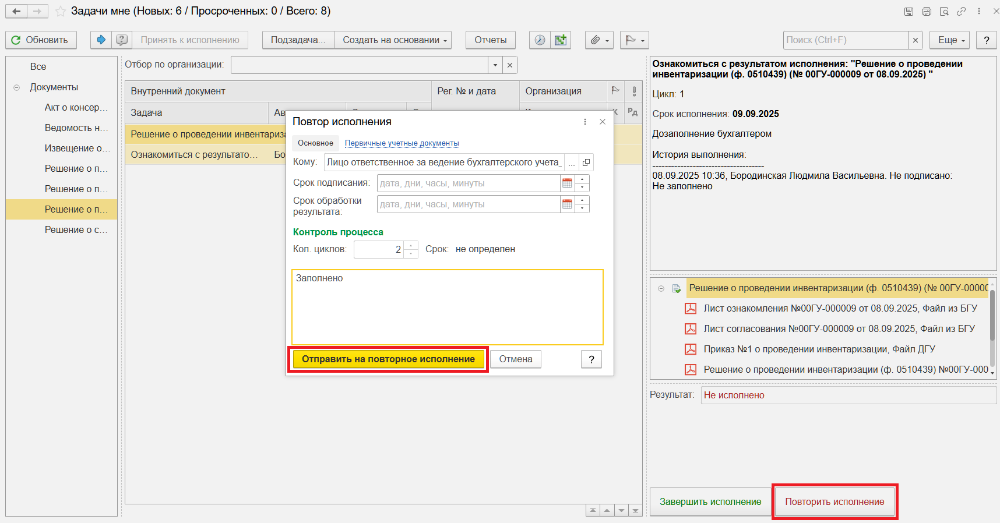 Задачи мне (Новых: 6 / Просроченных: 0 / Всего: 8)
Обновить
Принять к исполнению
Подзадача...
Создать на основании
Отчеты
Поиск (Ctrl+F)
Еще
?
Все
Документы
Акт о консер...
Ведомость н...
Извещение о...
Решение о п...
Решение о п...
Решение о п...
Решение о с...
Отбор по организации:
Внутренний документ
Рег. № и дата
Организация
Задача
Ав
Решение о проведении инвентариза
Ознакомиться с результато...
Бо
Повтор исполнения
Основное
Первичные учетные документы
Кому:
Лицо ответственное за ведение бухгалтерского учета_
...
Срок подписания:
дата, дни, часы, минуты
Срок обработки
результата:
дата, дни, часы, минуты
Контроль процесса
Кол. циклов:
2
Срок:
не определен
Заполнено
Отправить на повторное исполнение
Отмена
?
Ознакомиться с результатом исполнения: "Решение о проведении
инвентаризации (ф. 0510439) (№ 00ГУ-000009 от 08.09.2025) "
Цикл: 1
Срок исполнения: 09.09.2025
Дозаполнение бухгалтером
История выполнения:
------------------------------------
08.09.2025 10:36, Бородинская Людмила Васильевна. Не подписано:
Не заполнено
Решение о проведении инвентаризации (ф. 0510439) (№ 00ГУ-0000
Лист ознакомления №00ГУ-000009 от 08.09.2025, Файл из БГУ
Лист согласования №00ГУ-000009 от 08.09.2025, Файл из БГУ
Приказ №1 о проведении инвентаризации, Файл ДГУ
Решение о проведении инвентаризации (ф. 0510439) №00ГУ-000
Результат:
Не исполнено
Завершить исполнение
Повторить исполнение